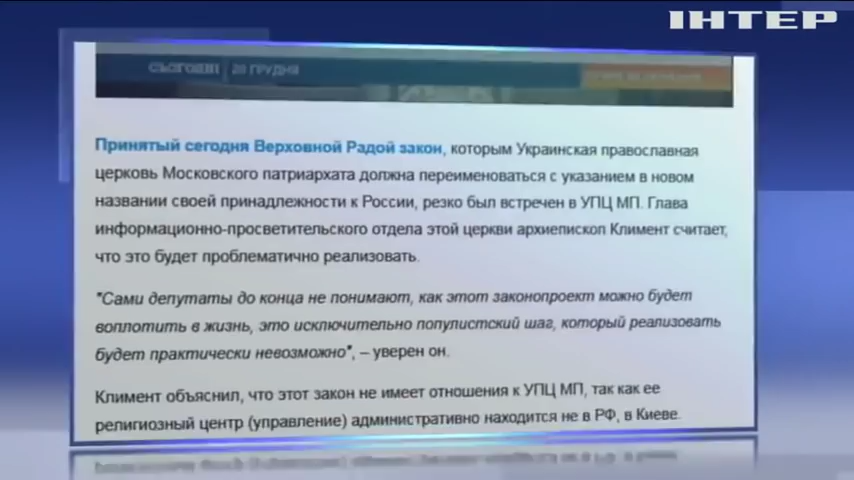 ІНТЕР
СЬОГОДНІ 20 ГРУДНЯ
Принятый сегодня Верховной Радой закон, которым Украинская православная
церковь Московского патриархата должна переименоваться с указанием в новом
названии своей принадлежности к России, резко был встречен в УПЦ МП. Глава
информационно-просветительского отдела этой церкви архиепископ Климент считает,
что это будет проблематично реализовать.
"Сами депутаты до конца не понимают, как этот законопроект можно будет
воплотить в жизнь, это исключительно популистский шаг, который реализовать
будет практически невозможно", – уверен он.
Климент объяснил, что этот закон не имеет отношения к УПЦ МП, так как ее
религиозный центр (управление) административно находится не в РФ, в Киеве.